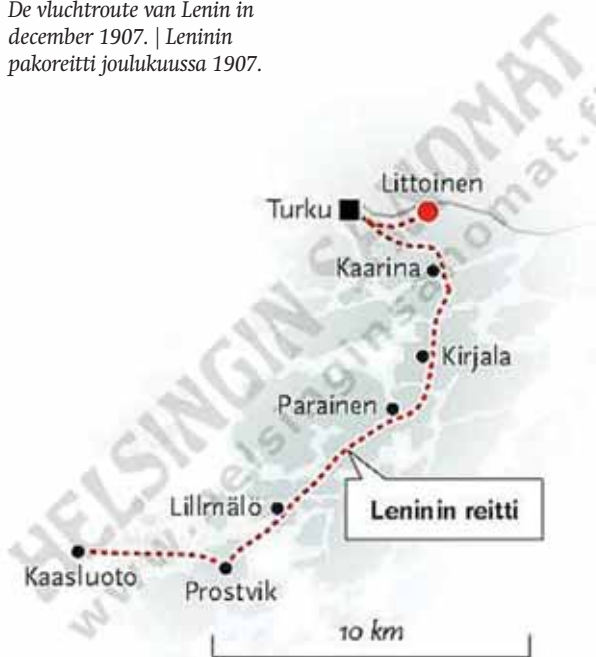 De vluchtroute van Lenin in
december 1907. | Leninin
pakoreitti joulukuussa 1907.
HELSINGIN SANOMAT
www.helsinginsanomat.fi
Littoinen
Turku
Kaarina
Kirjala
Parainen
Leninin reitti
Lillmälö
Kaasluoto
Prostvik
10 km